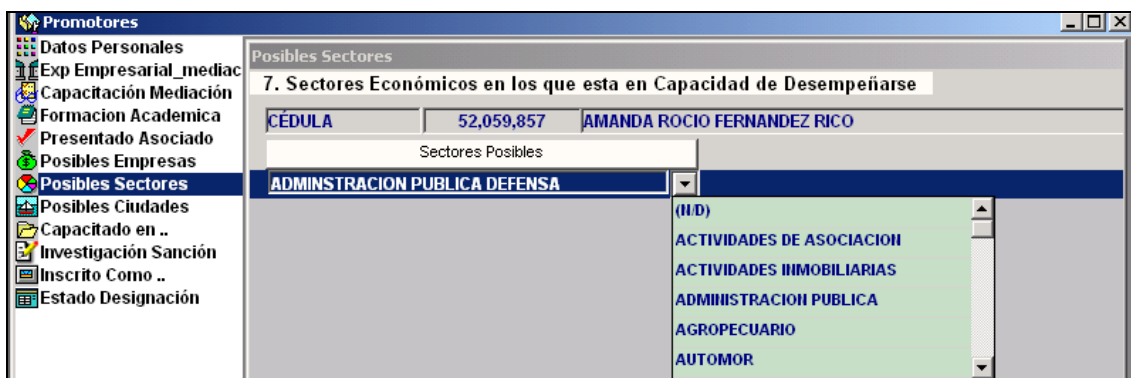 Promotores
Datos Personales
Exp Empresarial_mediac
Capacitación Mediación
Formacion Academica
Presentado Asociado
Posibles Empresas
Posibles Sectores
Posibles Ciudades
Capacitado en ..
Investigación Sanción
Inscrito Como ..
Estado Designación
Posibles Sectores
7. Sectores Económicos en los que esta en Capacidad de Desempeñarse
CÉDULA 52,059,857 AMANDA ROCIO FERNANDEZ RICO
Sectores Posibles
ADMINSTRACION PUBLICA DEFENSA
(N/D)
ACTIVIDADES DE ASOCIACION
ACTIVIDADES INMOBILIARIAS
ADMINISTRACION PUBLICA
AGROPECUARIO
AUTOMOR